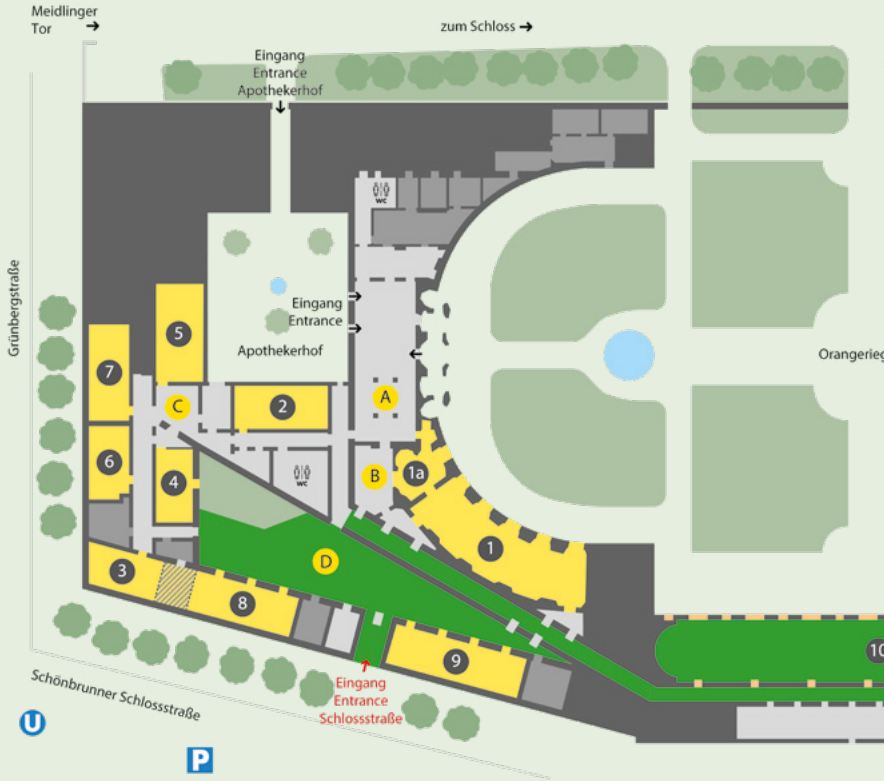 Meidlinger
Tor →
zum Schloss →
Eingang
Entrance
Apothekerhof
WC
Grünbergstraße
Eingang
Entrance
Apothekerhof
Orangerieg
5
7
C
2
A
6
4
B
1a
WC
1
D
3
8
9
10
Eingang
Entrance
Schlossstraße
Schönbrunner Schlossstraße
U
P